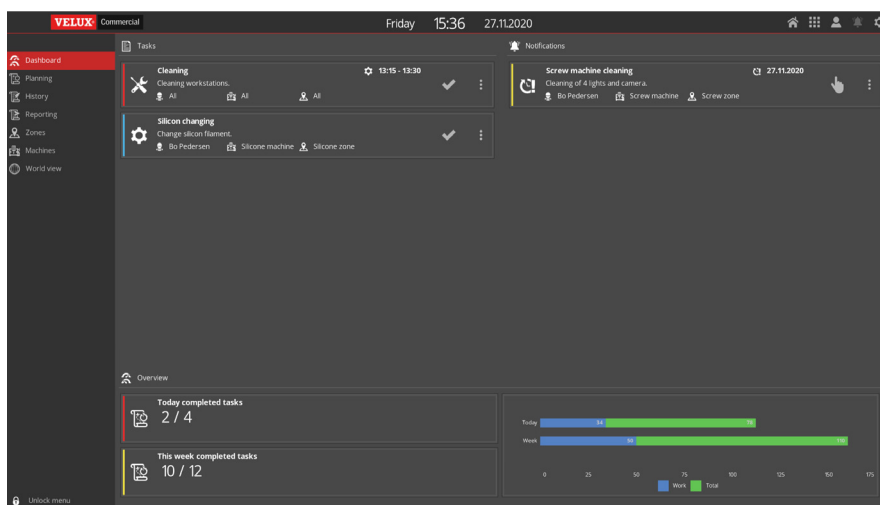 VELUX Commercial
Friday 15:36 27.11.2020
Dashboard
Planning
History
Reporting
Zones
Machines
World view
Unlock menu
Tasks
Cleaning 13:15 - 13:30
Cleaning workstations.
All All All
Silicon changing
Change silicon filament.
Bo Pedersen Silicone machine Silicone zone
Notifications
Screw machine cleaning 27.11.2020
Cleaning of 4 lights and camera.
Bo Pedersen Screw machine Screw zone
Overview
Today completed tasks
2 / 4
This week completed tasks
10 / 12
Today 34
Week 50
0 25 50 75 100 125 150 175
Work Total